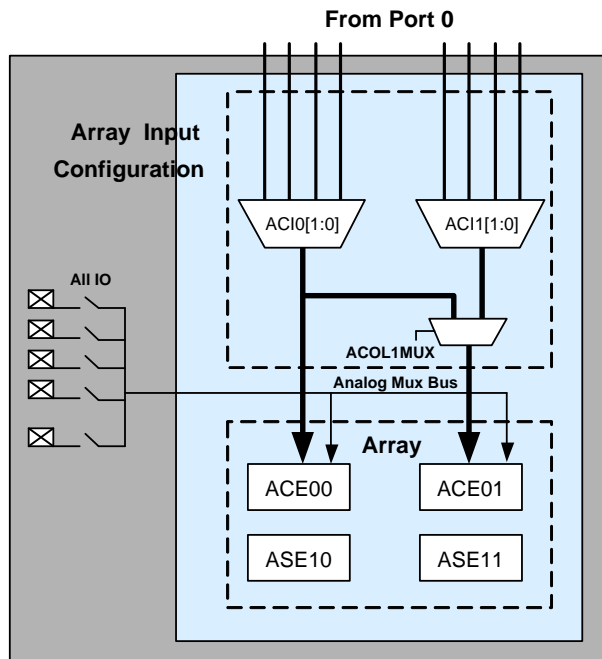 From Port 0
Array Input
Configuration
ACI0[1:0]
ACI1[1:0]
All IO
ACOL1MUX
Analog Mux Bus
Array
ACE00
ACE01
ASE10
ASE11